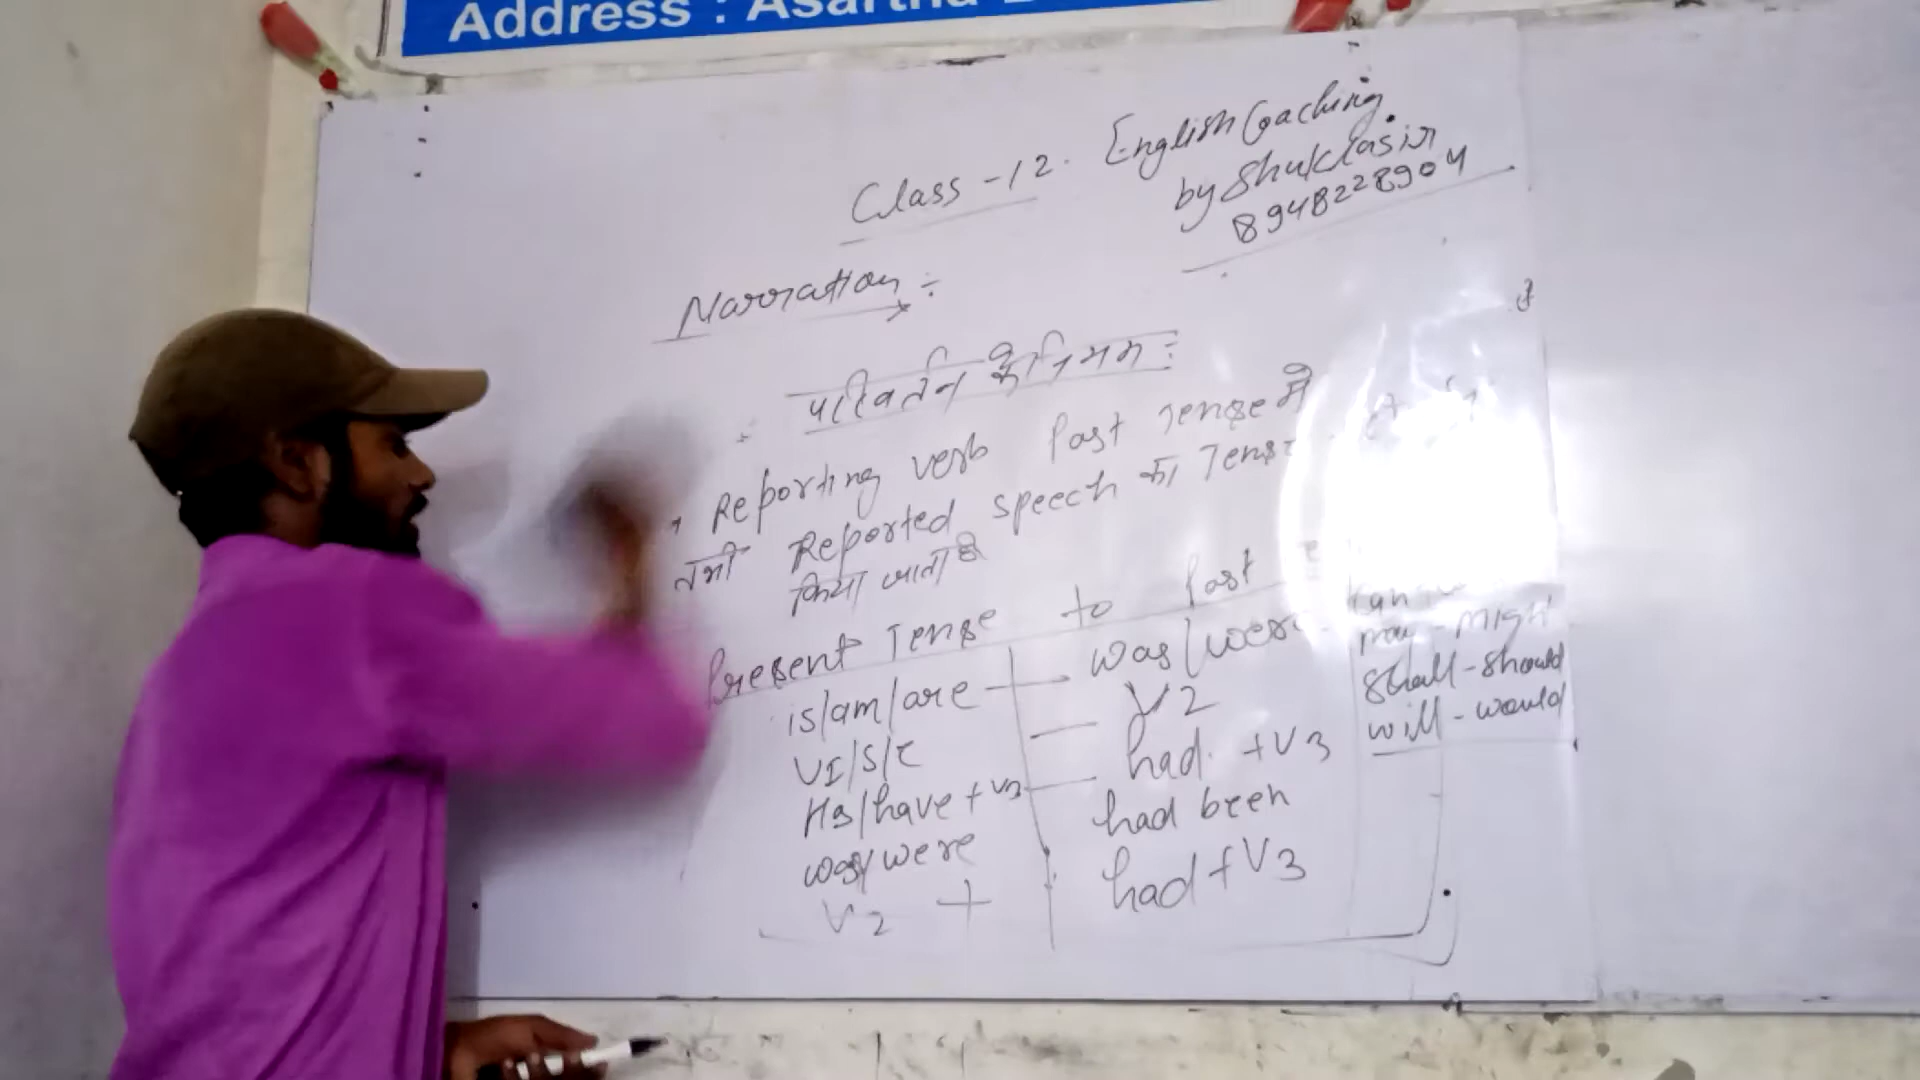 Address : Asartha
Class - 12. English Coaching
by Shukla sir
8948228904
Narration ÷
परिवर्तन के नियम :
Reporting verb Past Tense में
तभी Reported speech का Tense
किया जाता है
Present Tense to Past
is/am/are — was/were
V1/s/e — V2
Hs/have + V3 — had + V3
was/were had been
V2 + had + V3
may - might
Shall - should
will - would